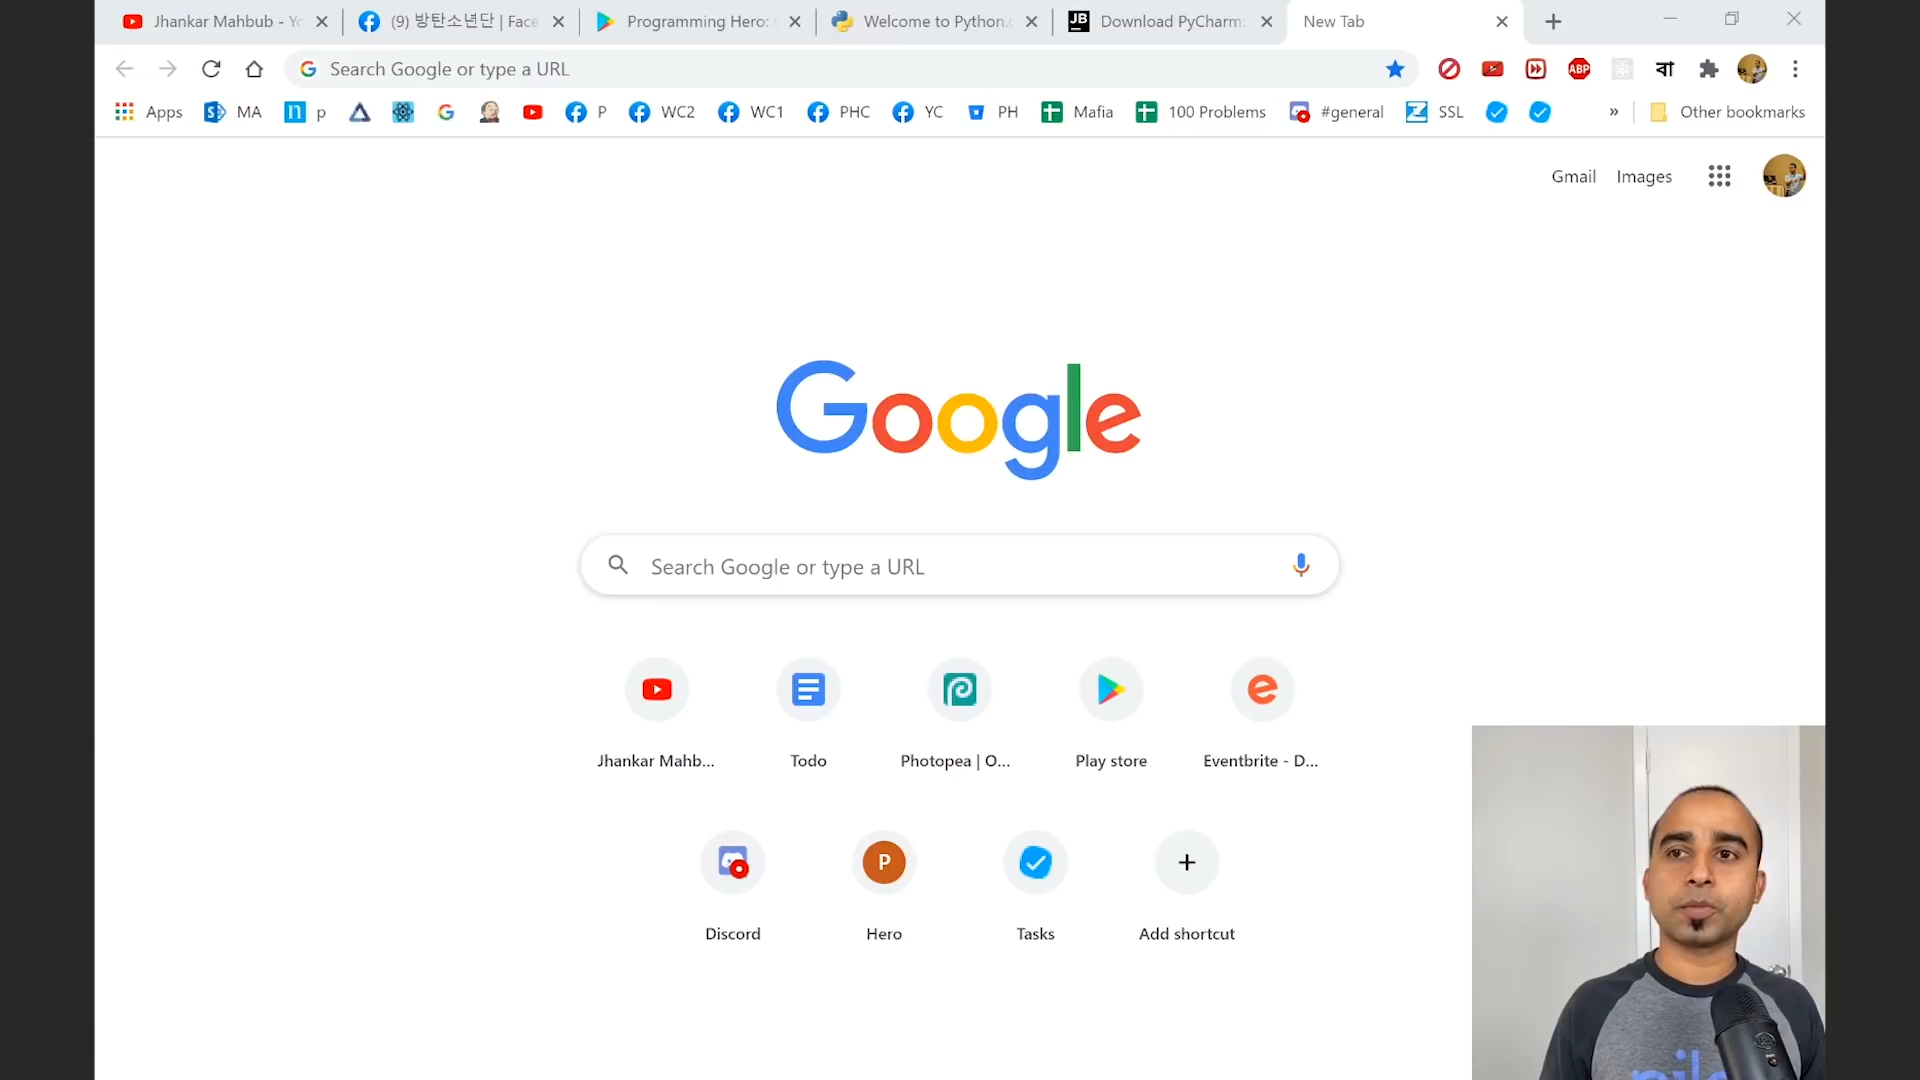 Jhankar Mahbub - Yo
(9) 방탄소년단 | Face
Programming Hero:
Welcome to Python.
JB
Download PyCharm:
New Tab
Search Google or type a URL
ABP
বা
Apps
MA
n p
P
WC2
WC1
PHC
YC
PH
Mafia
100 Problems
#general
SSL
»
Other bookmarks
Gmail
Images
Google
Search Google or type a URL
Jhankar Mahb...
Todo
Photopea | O...
Play store
Eventbrite - D...
P
Discord
Hero
Tasks
Add shortcut